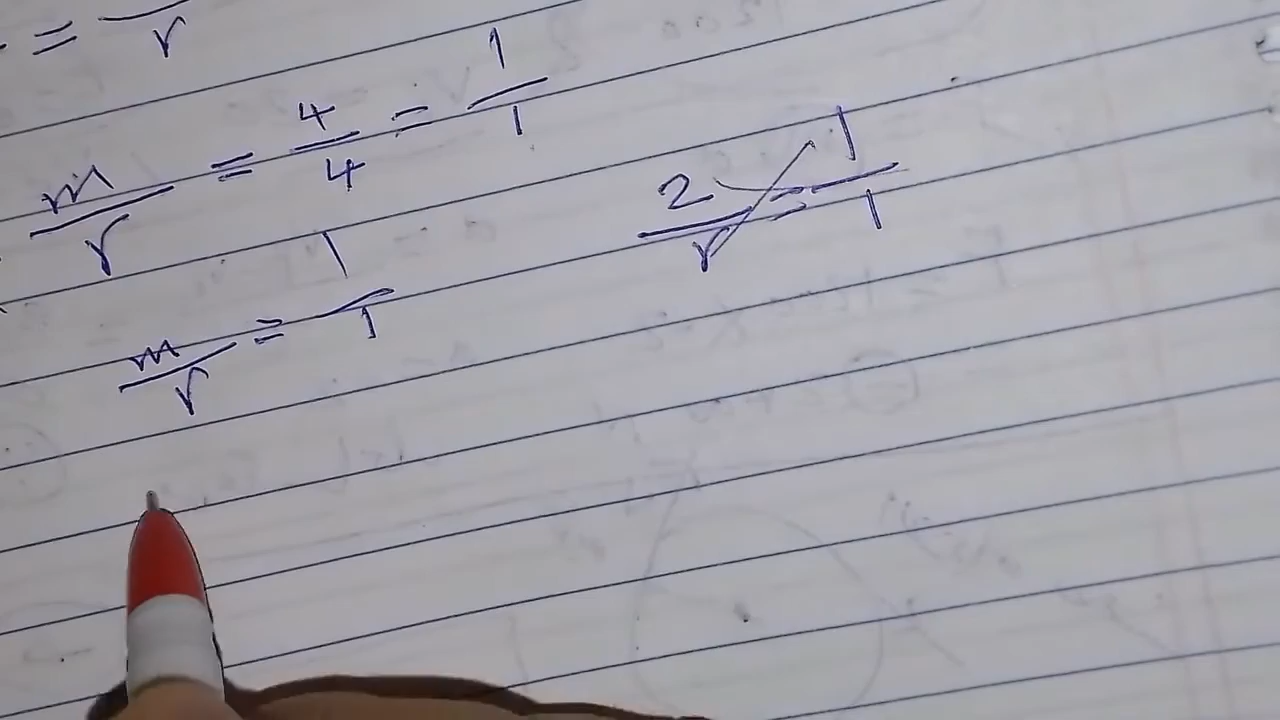 = — / r
m/r = 4/4 = 1/1
2/r = 1/1
m/r = 1/1